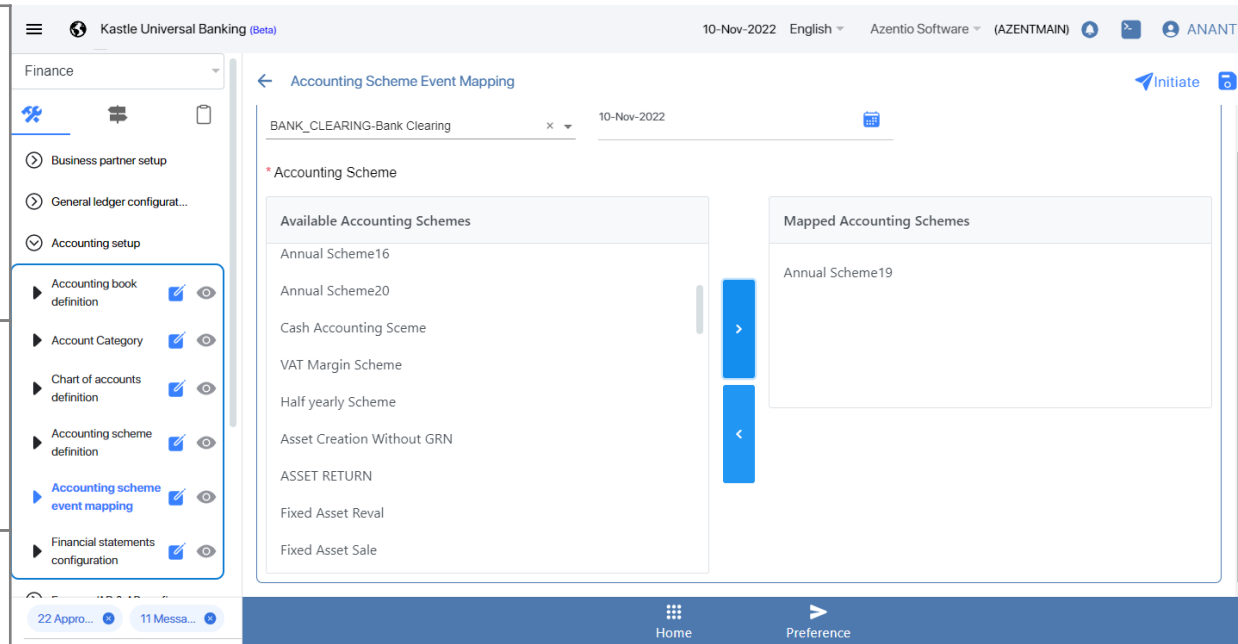 Kastle Universal Banking (Beta)
10-Nov-2022 English Azentio Software (AZENTMAIN) ANANT
Finance
Accounting Scheme Event Mapping
Initiate
BANK_CLEARING-Bank Clearing
10-Nov-2022
Business partner setup
General ledger configurat...
Accounting setup
Accounting book
definition
Account Category
Chart of accounts
definition
Accounting scheme
definition
Accounting scheme
event mapping
Financial statements
configuration
22 Appro...
11 Messa...
* Accounting Scheme
Available Accounting Schemes
Annual Scheme16
Annual Scheme20
Cash Accounting Sceme
VAT Margin Scheme
Half yearly Scheme
Asset Creation Without GRN
ASSET RETURN
Fixed Asset Reval
Fixed Asset Sale
Mapped Accounting Schemes
Annual Scheme19
Home
Preference